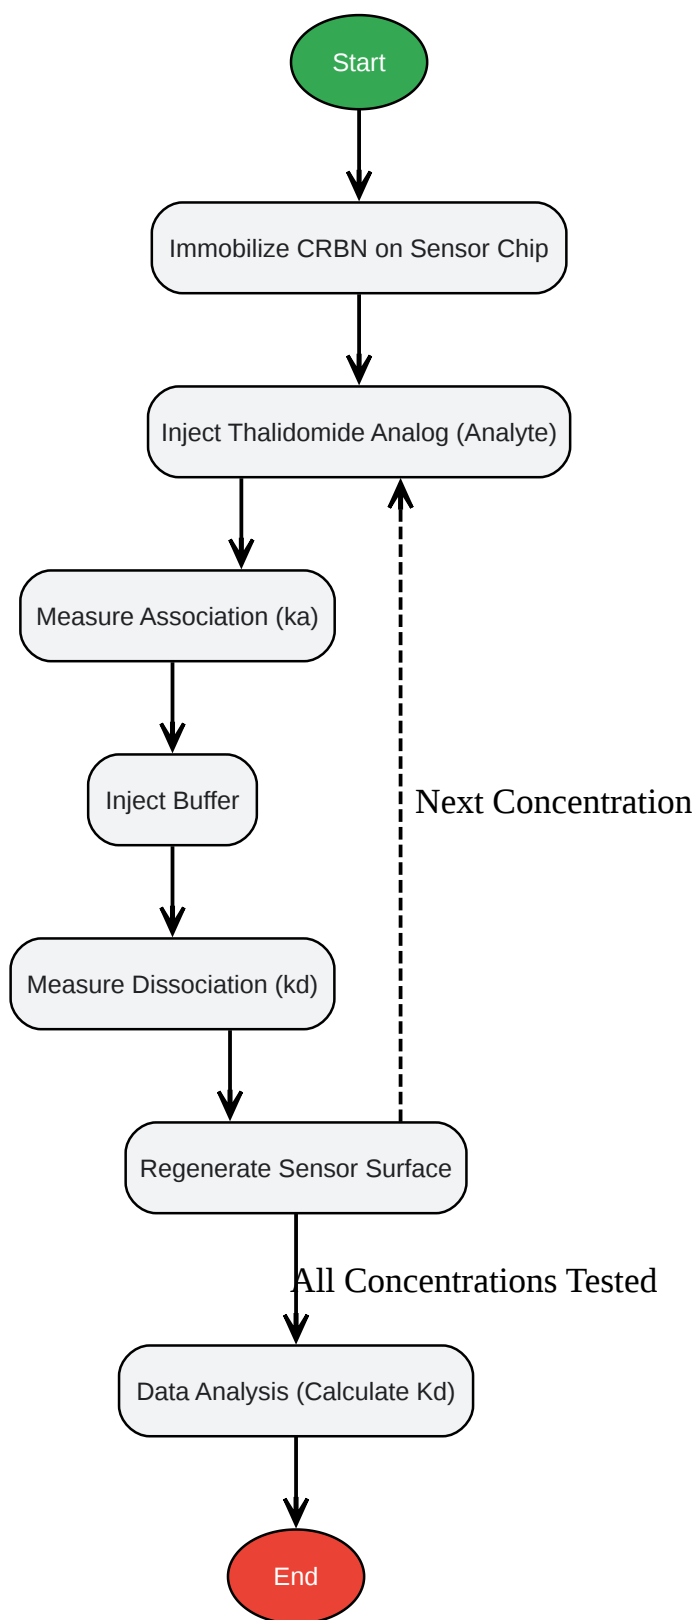 Start
Immobilize CRBN on Sensor Chip
Inject Thalidomide Analog (Analyte)
Measure Association (ka)
Inject Buffer
Next Concentration
Measure Dissociation (kd)
Regenerate Sensor Surface
All Concentrations Tested
Data Analysis (Calculate Kd)
End